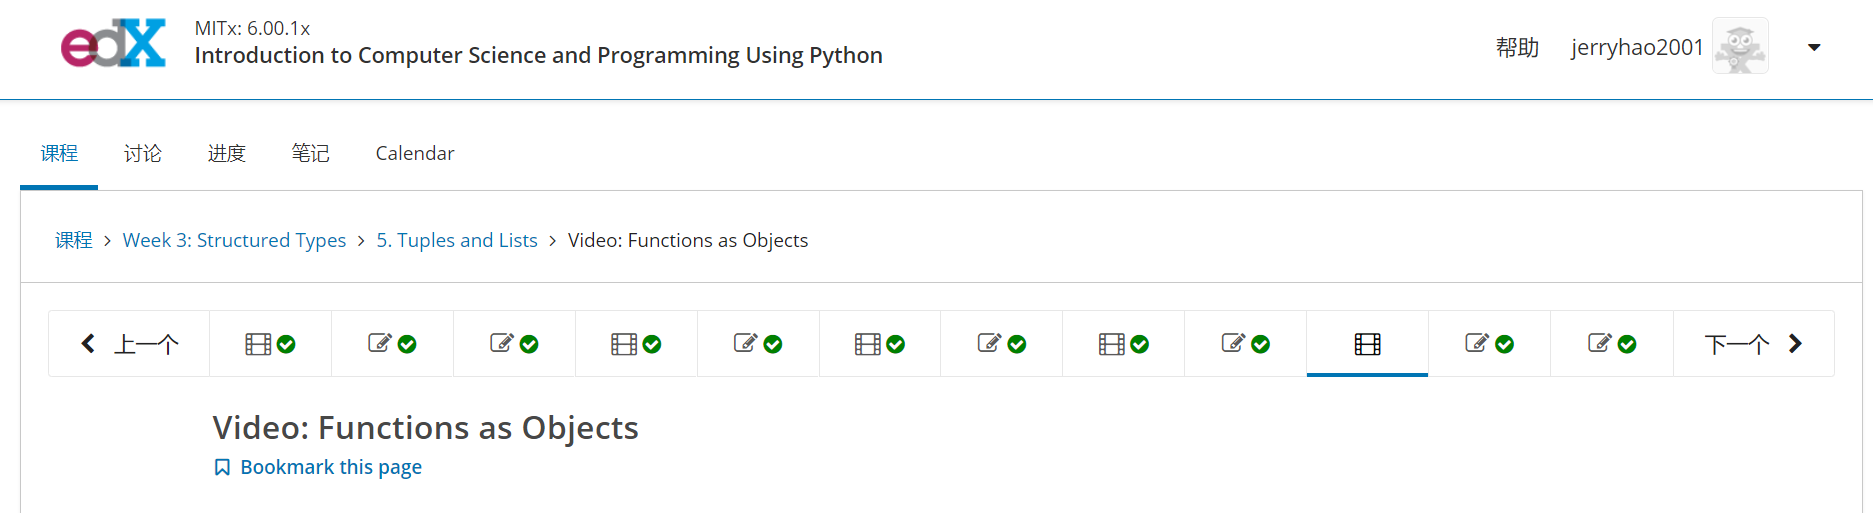 edX
MITx: 6.00.1x
Introduction to Computer Science and Programming Using Python
帮助 jerryhao2001
课程 讨论 进度 笔记 Calendar
课程 > Week 3: Structured Types > 5. Tuples and Lists > Video: Functions as Objects
上一个 下一个
Video: Functions as Objects
Bookmark this page